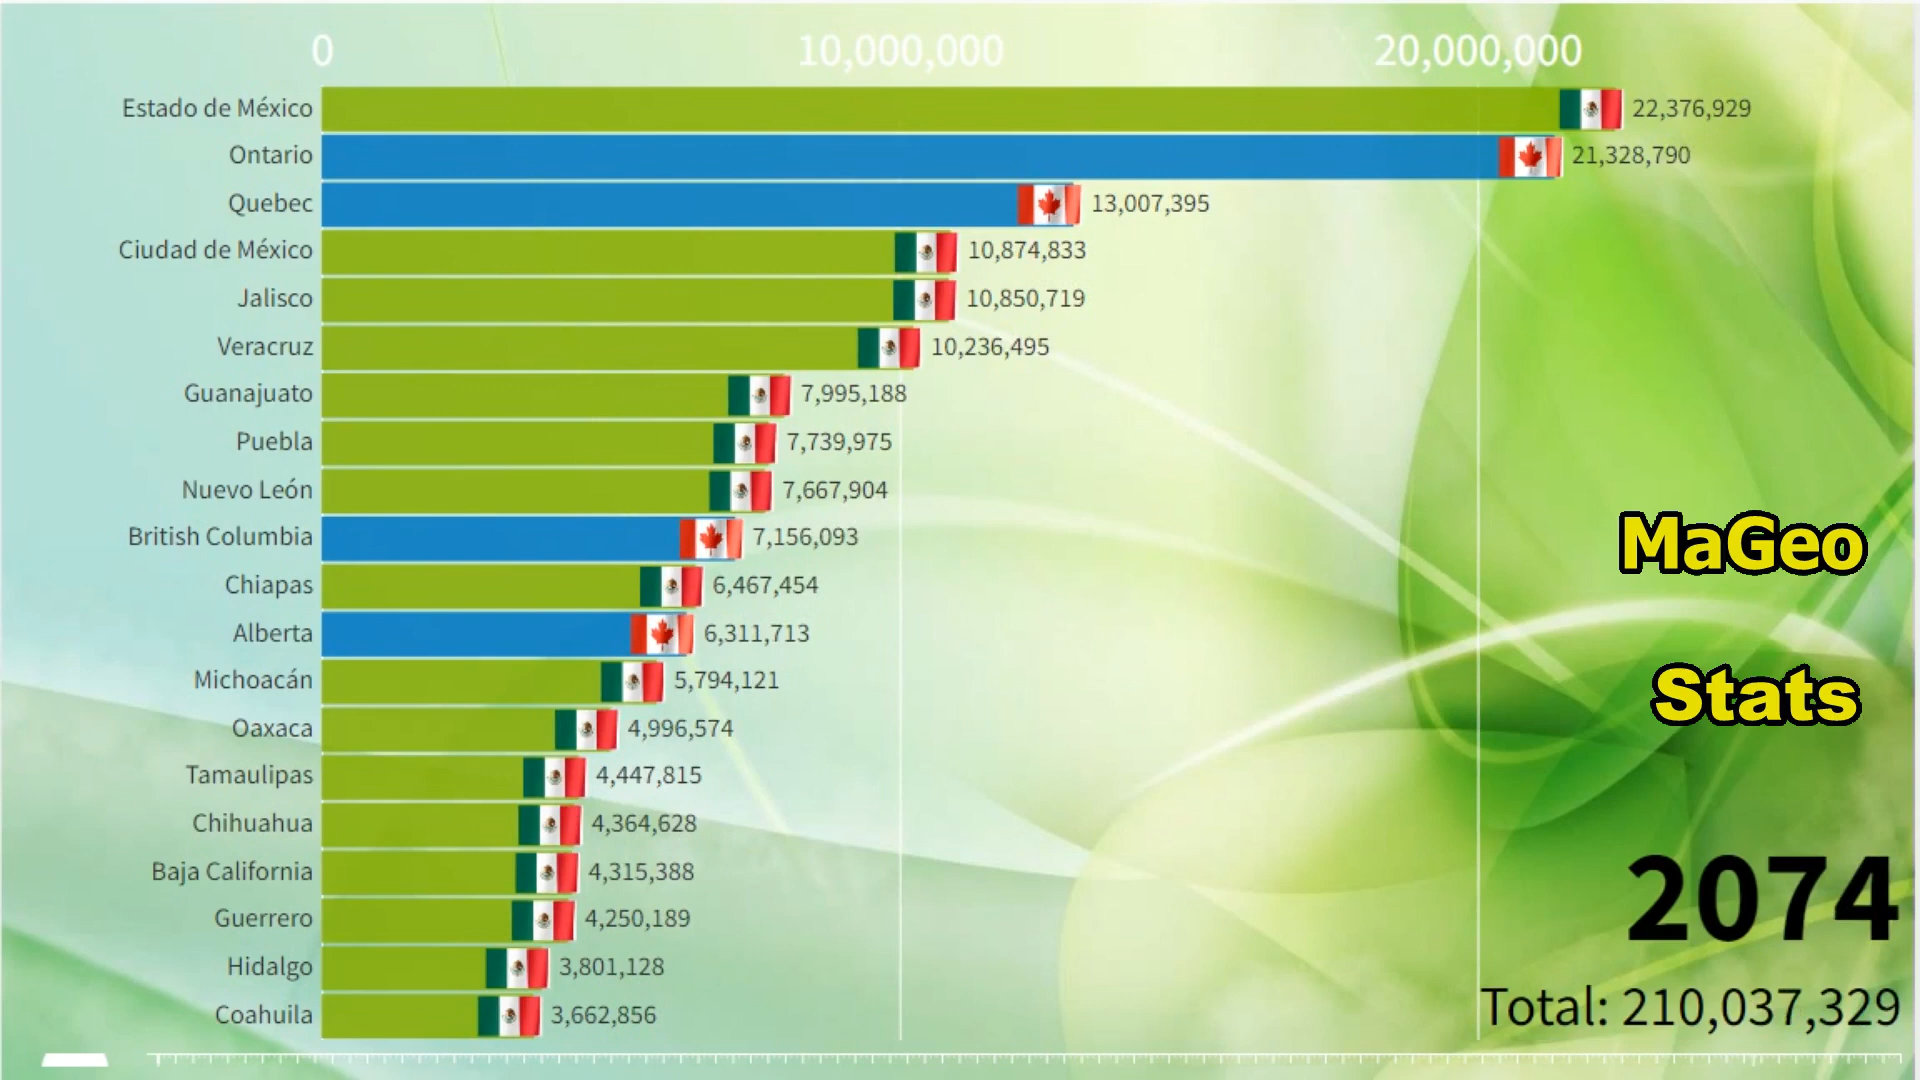 0 10,000,000 20,000,000
Estado de México 22,376,929
Ontario 21,328,790
Quebec 13,007,395
Ciudad de México 10,874,833
Jalisco 10,850,719
Veracruz 10,236,495
Guanajuato 7,995,188
Puebla 7,739,975
Nuevo León 7,667,904
British Columbia 7,156,093
Chiapas 6,467,454
Alberta 6,311,713
Michoacán 5,794,121
Oaxaca 4,996,574
Tamaulipas 4,447,815
Chihuahua 4,364,628
Baja California 4,315,388
Guerrero 4,250,189
Hidalgo 3,801,128
Coahuila 3,662,856
MaGeo
Stats
2074
Total: 210,037,329